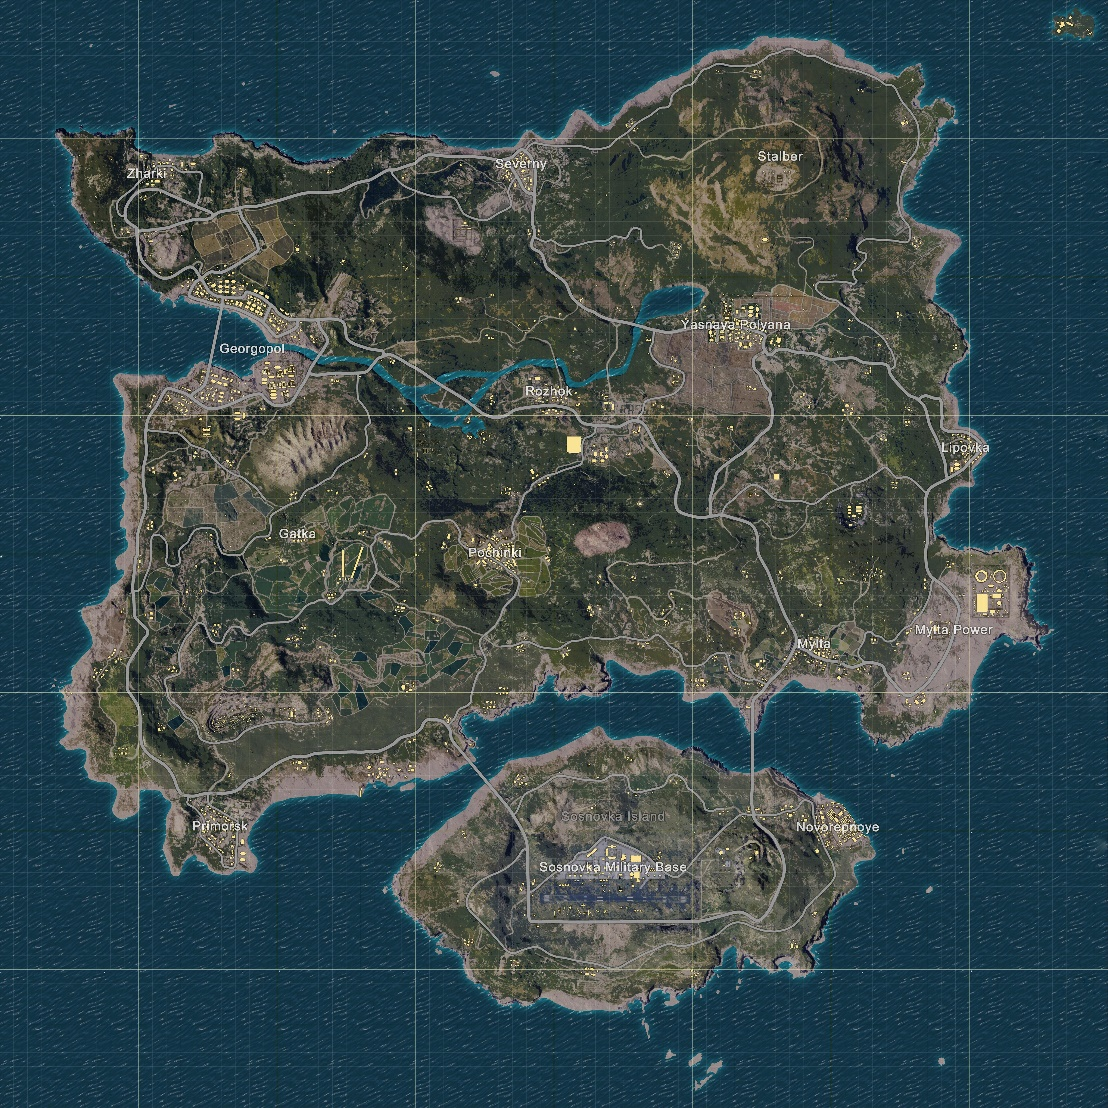 Severny
Stalber
Zharki
Yasnaya Polyana
Georgopol
Rozhok
Lipovka
Gatka
Pochinki
Mylta Power
Mylta
Sosnovka Island
Primorsk
Novorepnoye
Sosnovka Military Base